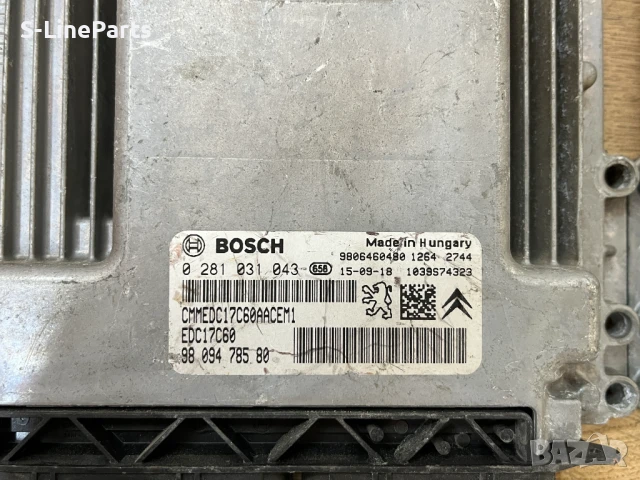 S-LineParts
BOSCH Made in Hungary
9806460480 1264 2744
0 281 031 043 656 15-09-18 1039S74323
CMMEDC17C60AACEM1
EDC17C60
98 094 785 80
BAZAR